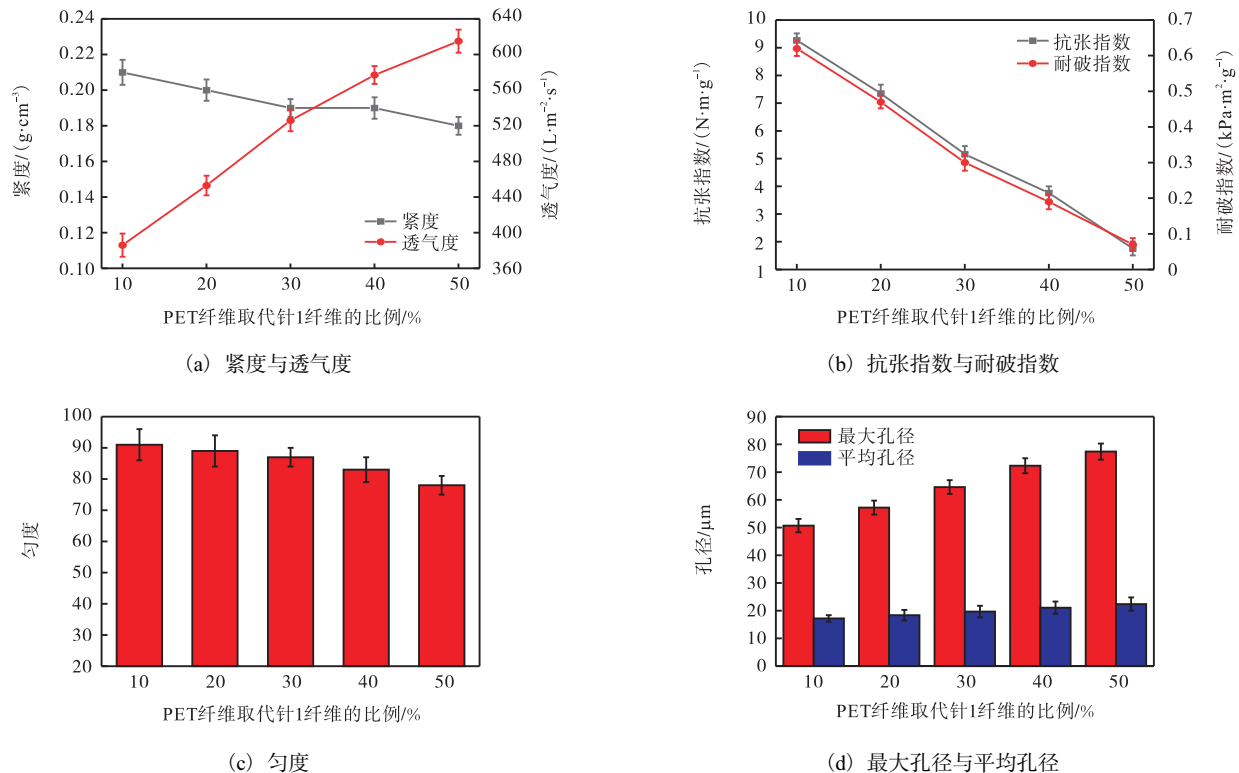 0.24
0.22
0.20
0.18
0.16
0.14
0.12
0.10
紧度/(g·cm⁻³)
640
600
560
520
480
440
400
360
透气度/(L·m⁻²·s⁻¹)
紧度
透气度
10 20 30 40 50
PET纤维取代针1纤维的比例/%
(a) 紧度与透气度
10
9
8
7
6
5
4
3
2
1
抗张指数/(N·m·g⁻¹)
0.7
0.6
0.5
0.4
0.3
0.2
0.1
0
耐破指数/(kPa·m²·g⁻¹)
抗张指数
耐破指数
10 20 30 40 50
PET纤维取代针1纤维的比例/%
(b) 抗张指数与耐破指数
100
90
80
70
60
50
40
30
20
匀度
10 20 30 40 50
PET纤维取代针1纤维的比例/%
(c) 匀度
90
80
70
60
50
40
30
20
10
0
孔径/μm
最大孔径
平均孔径
10 20 30 40 50
PET纤维取代针1纤维的比例/%
(d) 最大孔径与平均孔径